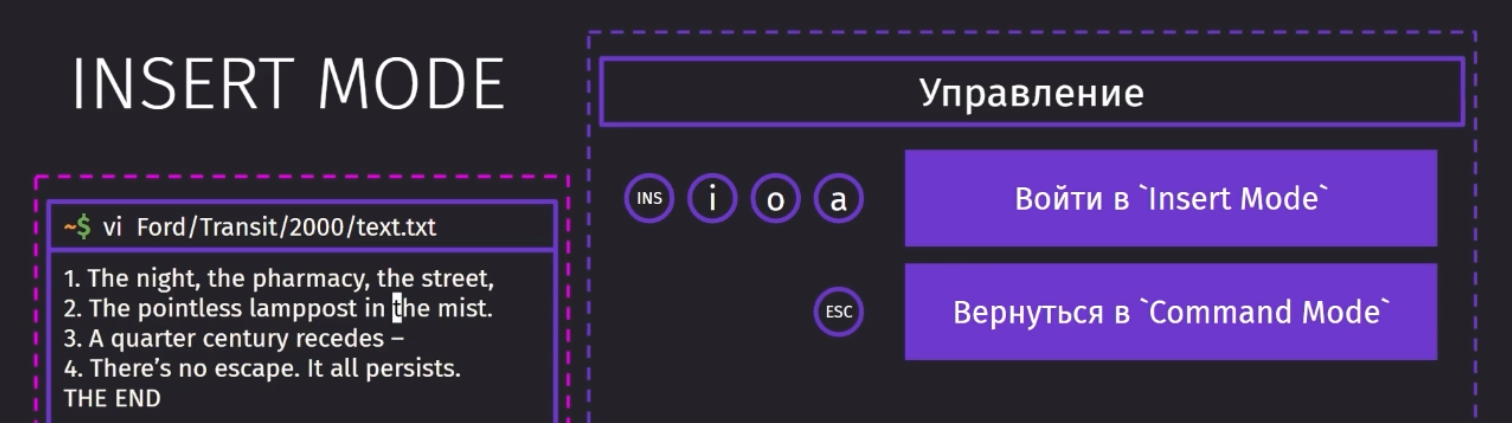 INSERT MODE
~$ vi Ford/Transit/2000/text.txt
1. The night, the pharmacy, the street,
2. The pointless lamppost in the mist.
3. A quarter century recedes –
4. There’s no escape. It all persists.
THE END
Управление
INS i o a Войти в `Insert Mode`
ESC Вернуться в `Command Mode`